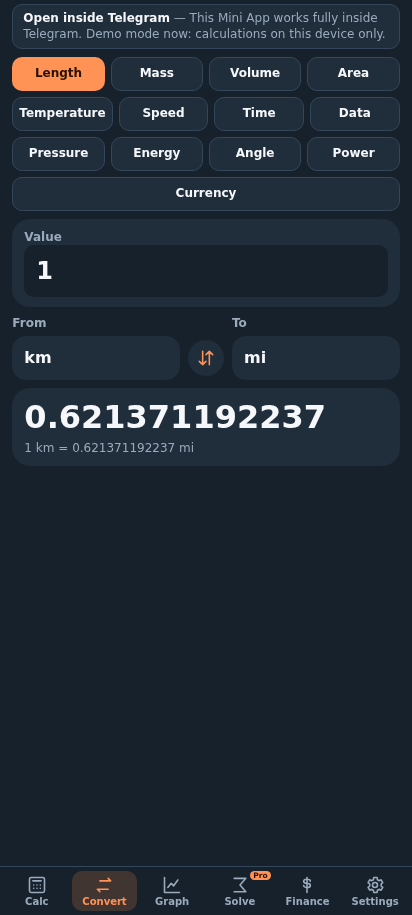 Open inside Telegram — This Mini App works fully inside
Telegram. Demo mode now: calculations on this device only.
Length Mass Volume Area
Temperature Speed Time Data
Pressure Energy Angle Power
Currency
Value
1
From To
km mi
0.621371192237
1 km = 0.621371192237 mi
Pro
Calc Convert Graph Solve Finance Settings